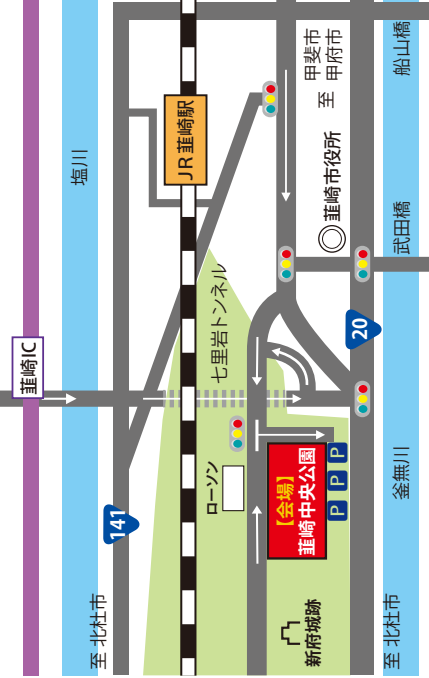 韮崎IC
塩川
141
至 北杜市
JR韮崎駅
七里岩トンネル
ローソン
【会場】
韮崎中央公園
P P P
新府城跡
至
甲斐市
甲府市
韮崎市役所
20
船山橋
武田橋
釜無川
至 北杜市